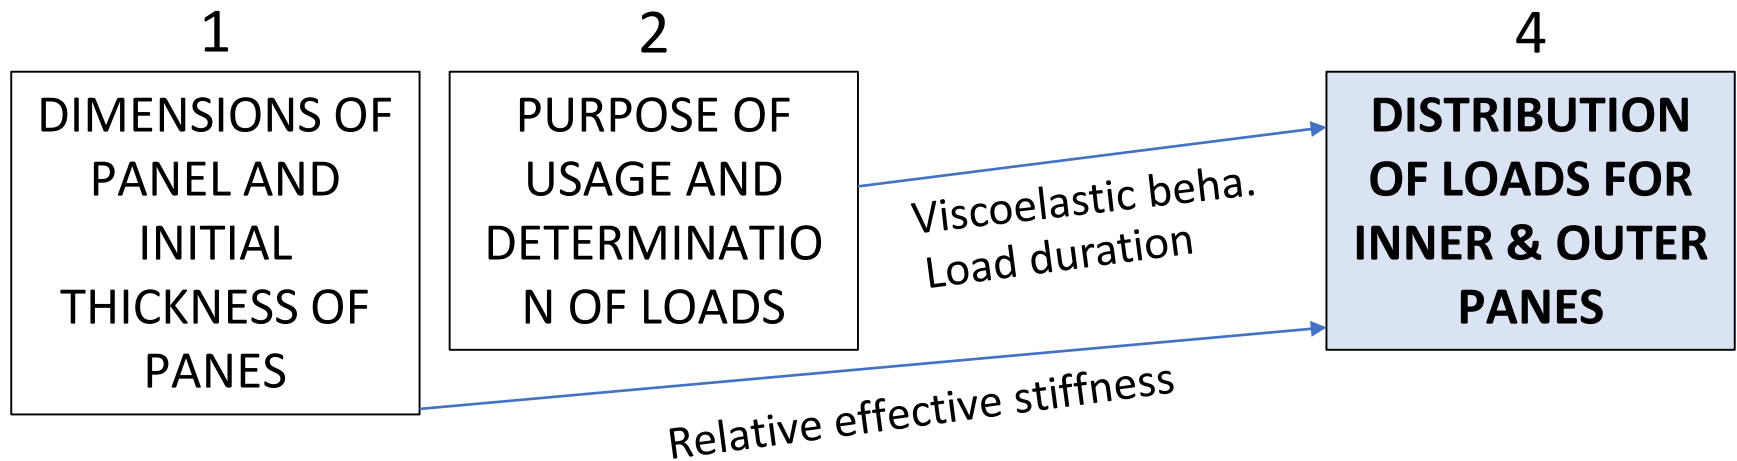 1
DIMENSIONS OF
PANEL AND
INITIAL
THICKNESS OF
PANES
2
PURPOSE OF
USAGE AND
DETERMINATIO
N OF LOADS
Viscoelastic beha.
Load duration
Relative effective stiffness
4
DISTRIBUTION
OF LOADS FOR
INNER & OUTER
PANES